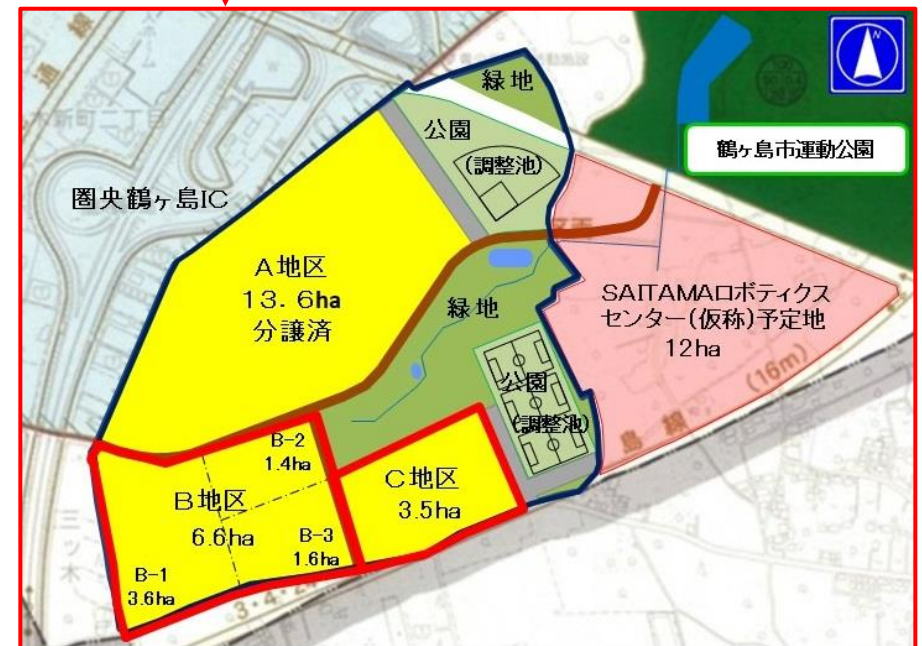 N
緑地
公園
(調整池)
鶴ヶ島市運動公園
圏央鶴ヶ島IC
A地区
13.6ha
分譲済
緑地
SAITAMAロボティクス
センター(仮称)予定地
12ha
公園
(調整池)
(16m)
B-2
1.4ha
C地区
3.5ha
B地区
6.6ha
B-3
1.6ha
B-1
3.6ha
三ツ木